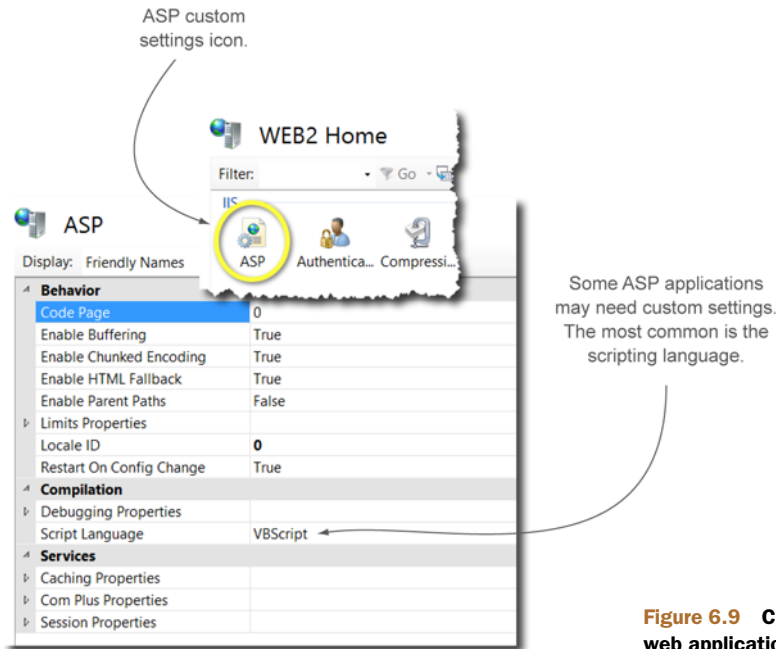 ASP custom
settings icon.
WEB2 Home
Filter:
Go
IIS
ASP
Authentica...
Compressi...
ASP
Display: Friendly Names
Behavior
Code Page 0
Enable Buffering True
Enable Chunked Encoding True
Enable HTML Fallback True
Enable Parent Paths False
Limits Properties
Locale ID 0
Restart On Config Change True
Compilation
Debugging Properties
Script Language VBScript
Services
Caching Properties
Com Plus Properties
Session Properties
Some ASP applications
may need custom settings.
The most common is the
scripting language.
Figure 6.9 C
web applicatio